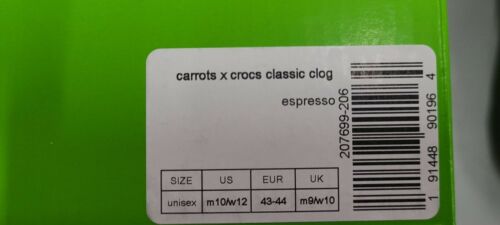 carrots x crocs classic clog
espresso
SIZE US EUR UK
unisex m10/w12 43-44 m9/w10
207699-206
1 91448 90196 4